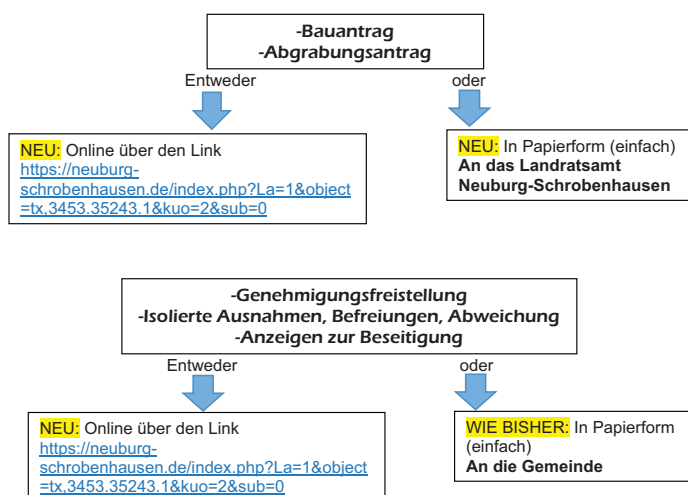 -Bauantrag
-Abgrabungsantrag
Entweder
oder
NEU: Online über den Link
https://neuburg-
schrobenhausen.de/index.php?La=1&object
=tx,3453.35243.1&kuo=2&sub=0
NEU: In Papierform (einfach)
An das Landratsamt
Neuburg-Schrobenhausen
-Genehmigungsfreistellung
-Isolierte Ausnahmen, Befreiungen, Abweichung
-Anzeigen zur Beseitigung
Entweder
oder
NEU: Online über den Link
https://neuburg-
schrobenhausen.de/index.php?La=1&object
=tx,3453.35243.1&kuo=2&sub=0
WIE BISHER: In Papierform
(einfach)
An die Gemeinde